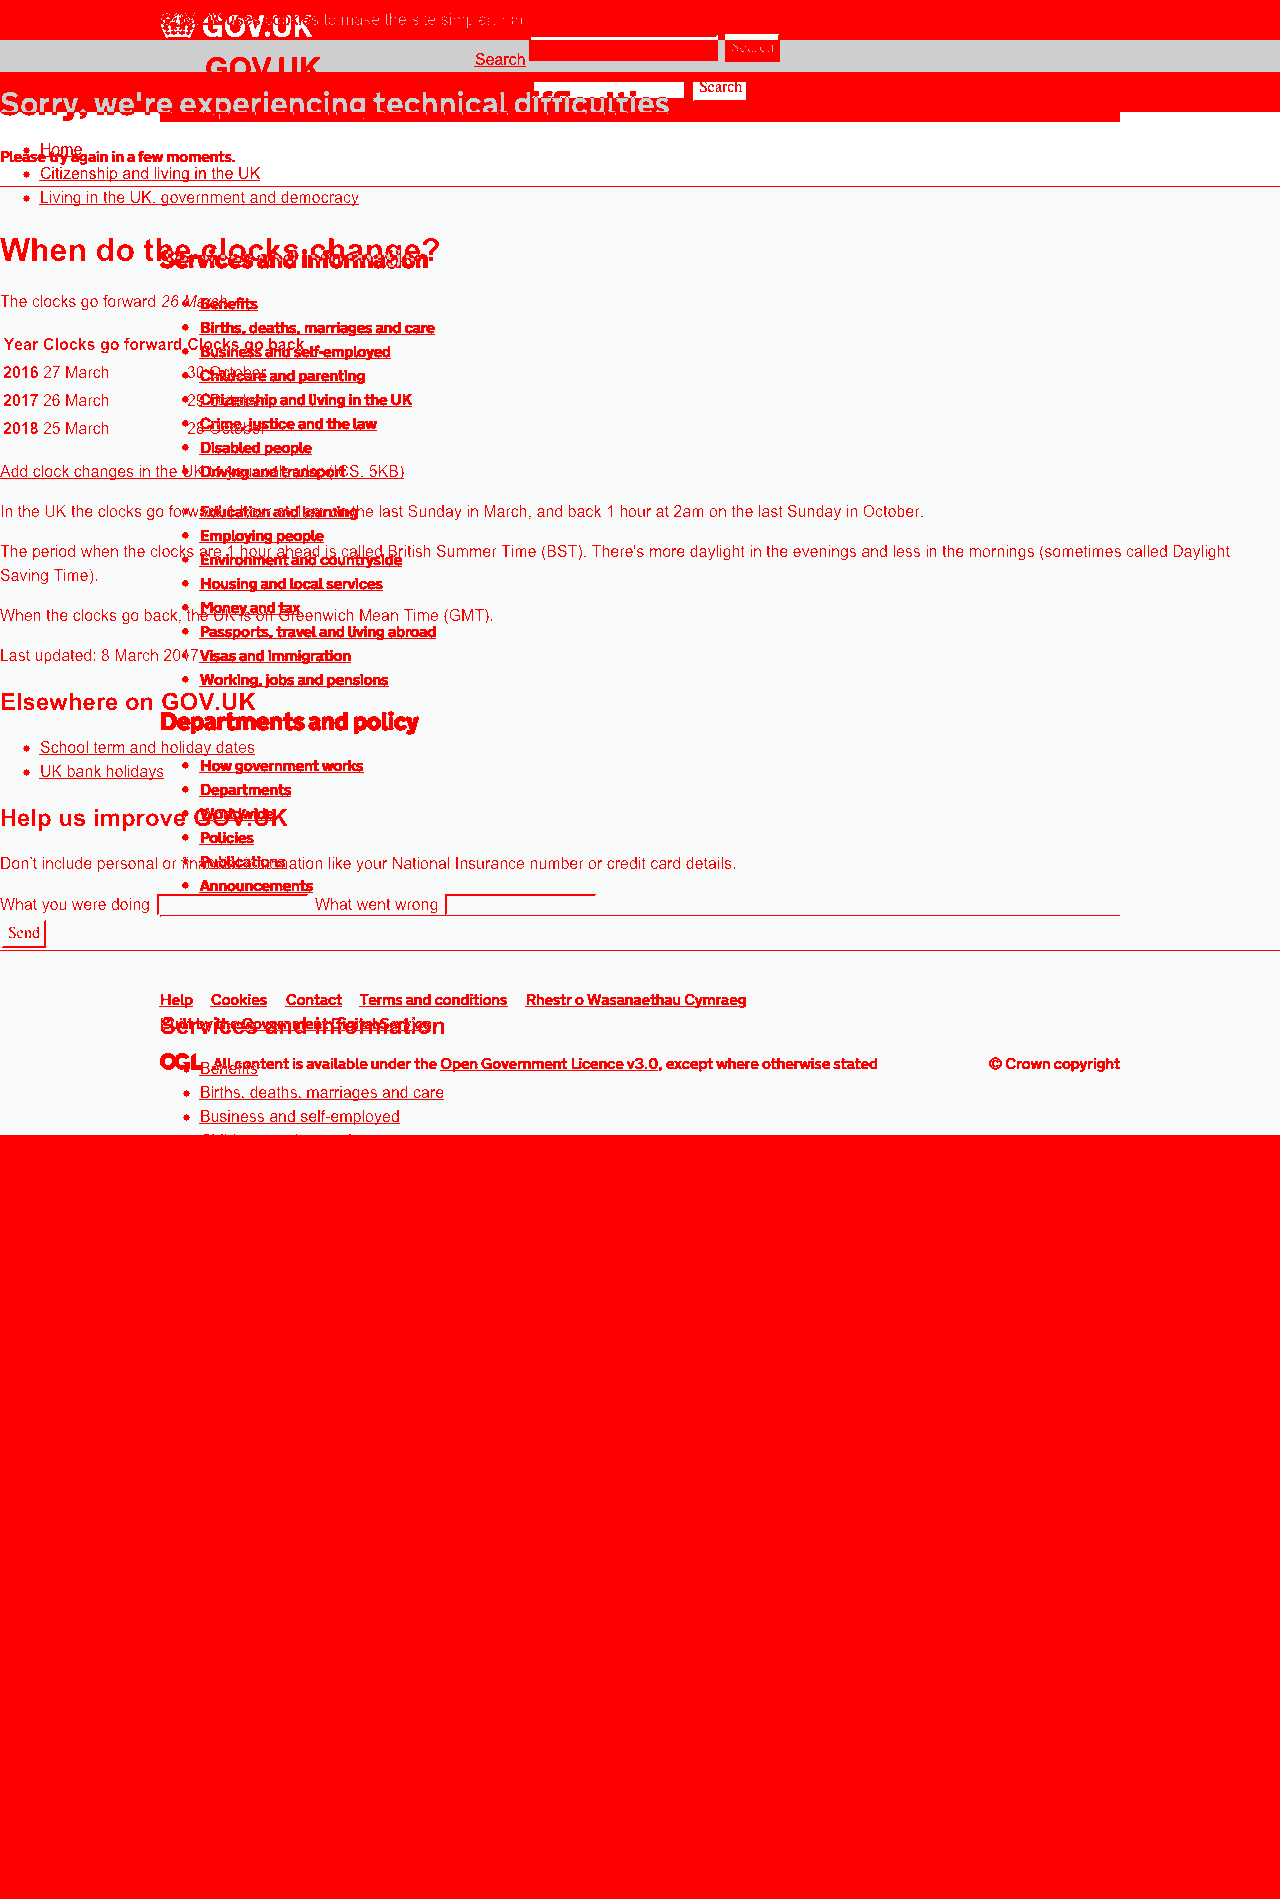 uses cookies to make the site simpler
GOV.UK
Search
Search
GOV.UK
Search
Sorry, we're experiencing technical difficulties
Home
Please try again in a few moments.
Citizenship and living in the UK
Living in the UK, government and democracy
When do the clocks change?
Services and information
The clocks go forward 26 March
Benefits
Births, deaths, marriages and care
Year Clocks go forward Clocks go back
Business and self-employed
2016 27 March 30 October
Childcare and parenting
2017 26 March 29 October
Citizenship and living in the UK
Crime, justice and the law
2018 25 March 28 October
Disabled people
Add clock changes in the UK to your calendar (ICS, 5KB)
Driving and transport
In the UK the clocks go forward 1 hour at 1am on the last Sunday in March, and back 1 hour at 2am on the last Sunday in October.
Education and learning
Employing people
The period when the clocks are 1 hour ahead is called British Summer Time (BST). There's more daylight in the evenings and less in the mornings (sometimes called Daylight
Environment and countryside
Saving Time).
Housing and local services
Money and tax
When the clocks go back, the UK is on Greenwich Mean Time (GMT).
Passports, travel and living abroad
Last updated: 8 March 2017
Visas and immigration
Working, jobs and pensions
Elsewhere on GOV.UK
Departments and policy
School term and holiday dates
How government works
UK bank holidays
Departments
Help us improve GOV.UK
Worldwide
Policies
Don't include personal or financial information like your National Insurance number or credit card details.
Publications
Announcements
What you were doing What went wrong
Send
Help Cookies Contact Terms and conditions Rhestr o Wasanaethau Cymraeg
Built by the Government Digital Service
Services and information
OGL All content is available under the Open Government Licence v3.0, except where otherwise stated © Crown copyright
Benefits
Births, deaths, marriages and care
Business and self-employed